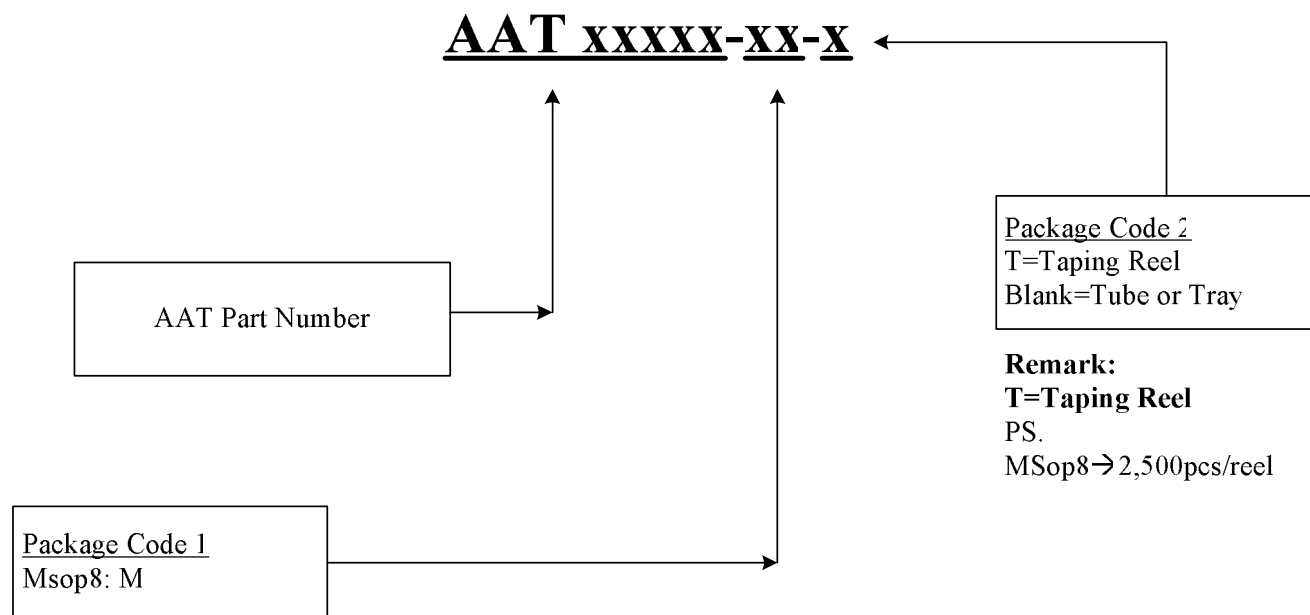 AAT xxxxx-xx-x
Package Code 2
T=Taping Reel
Blank=Tube or Tray
AAT Part Number
Remark:
T=Taping Reel
PS.
MSop8→2,500pcs/reel
Package Code 1
Msop8: M